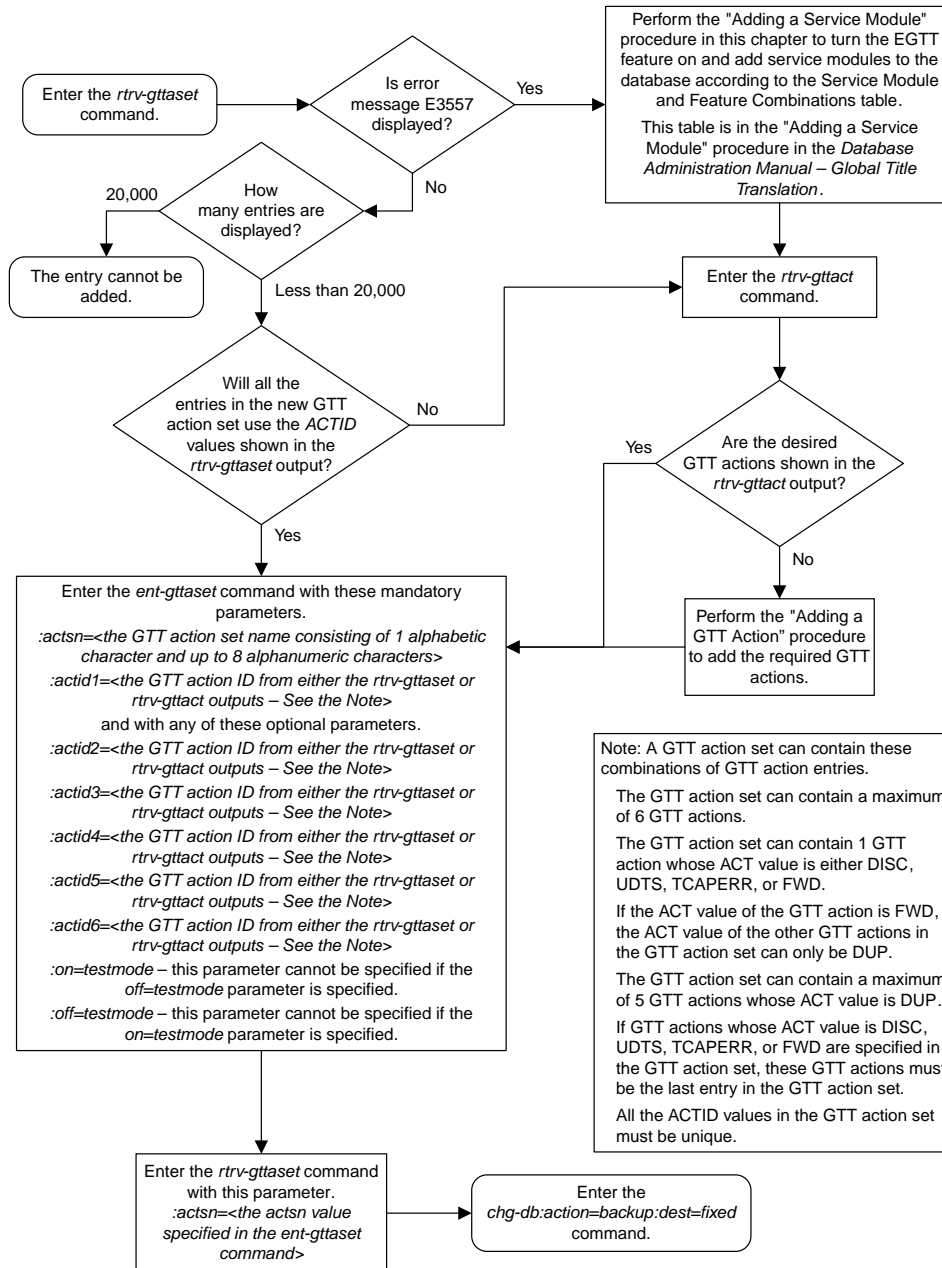 Enter the rtrv-gttaset
command.
Is error
message E3557
displayed?
Yes
No
Perform the "Adding a Service Module"
procedure in this chapter to turn the EGTT
feature on and add service modules to the
database according to the Service Module
and Feature Combinations table.
This table is in the "Adding a Service
Module" procedure in the Database
Administration Manual – Global Title
Translation.
How
many entries are
displayed?
20,000
The entry cannot be
added.
Less than 20,000
Enter the rtrv-gttact
command.
Will all the
entries in the new GTT
action set use the ACTID
values shown in the
rtrv-gttaset output?
No
Yes
Are the desired
GTT actions shown in the
rtrv-gttact output?
Yes
No
Perform the "Adding a
GTT Action” procedure
to add the required GTT
actions.
Enter the ent-gttaset command with these mandatory
parameters.
:actsn=<the GTT action set name consisting of 1 alphabetic
character and up to 8 alphanumeric characters>
:actid1=<the GTT action ID from either the rtrv-gttaset or
rtrv-gttact outputs – See the Note>
and with any of these optional parameters.
:actid2=<the GTT action ID from either the rtrv-gttaset or
rtrv-gttact outputs – See the Note>
:actid3=<the GTT action ID from either the rtrv-gttaset or
rtrv-gttact outputs – See the Note>
:actid4=<the GTT action ID from either the rtrv-gttaset or
rtrv-gttact outputs – See the Note>
:actid5=<the GTT action ID from either the rtrv-gttaset or
rtrv-gttact outputs – See the Note>
:actid6=<the GTT action ID from either the rtrv-gttaset or
rtrv-gttact outputs – See the Note>
:on=testmode – this parameter cannot be specified if the
off=testmode parameter is specified.
:off=testmode – this parameter cannot be specified if the
on=testmode parameter is specified.
Note: A GTT action set can contain these
combinations of GTT action entries.
The GTT action set can contain a maximum
of 6 GTT actions.
The GTT action set can contain 1 GTT
action whose ACT value is either DISC,
UDTS, TCAPERR, or FWD.
If the ACT value of the GTT action is FWD,
the ACT value of the other GTT actions in
the GTT action set can only be DUP.
The GTT action set can contain a maximum
of 5 GTT actions whose ACT value is DUP.
If GTT actions whose ACT value is DISC,
UDTS, TCAPERR, or FWD are specified in
the GTT action set, these GTT actions must
be the last entry in the GTT action set.
All the ACTID values in the GTT action set
must be unique.
Enter the rtrv-gttaset command
with this parameter.
:actsn=<the actsn value
specified in the ent-gttaset
command>
Enter the
chg-db:action=backup:dest=fixed
command.